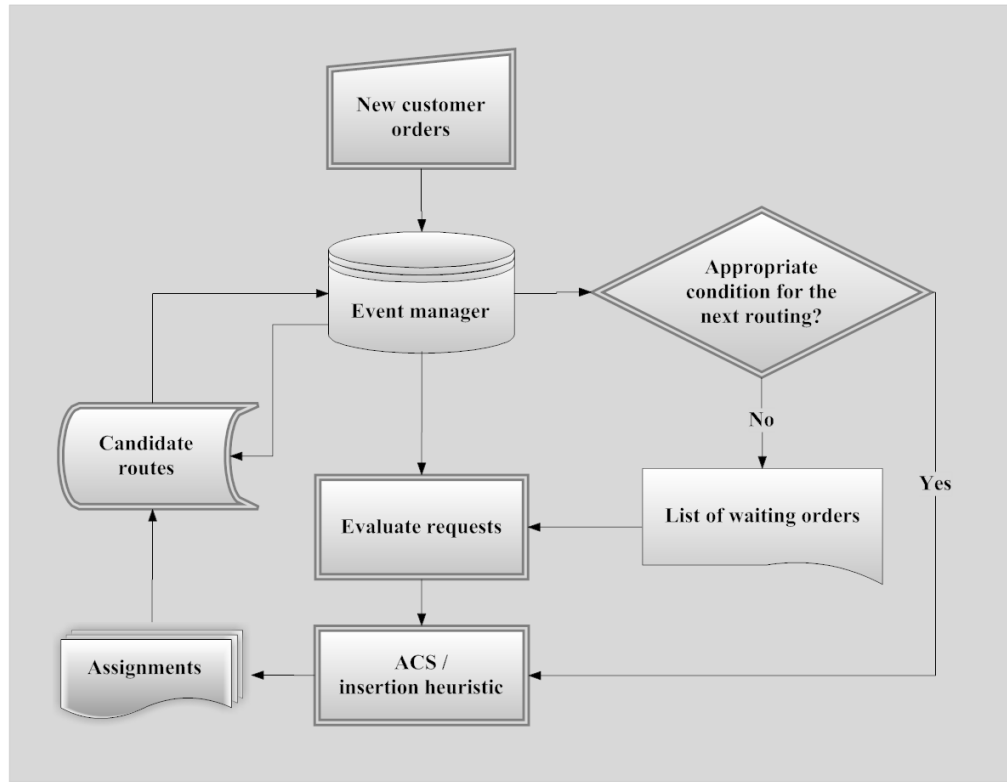 New customer
orders
Appropriate
condition for the
next routing?
Event manager
No
Candidate
routes
Yes
List of waiting orders
Evaluate requests
Assignments
ACS /
insertion heuristic